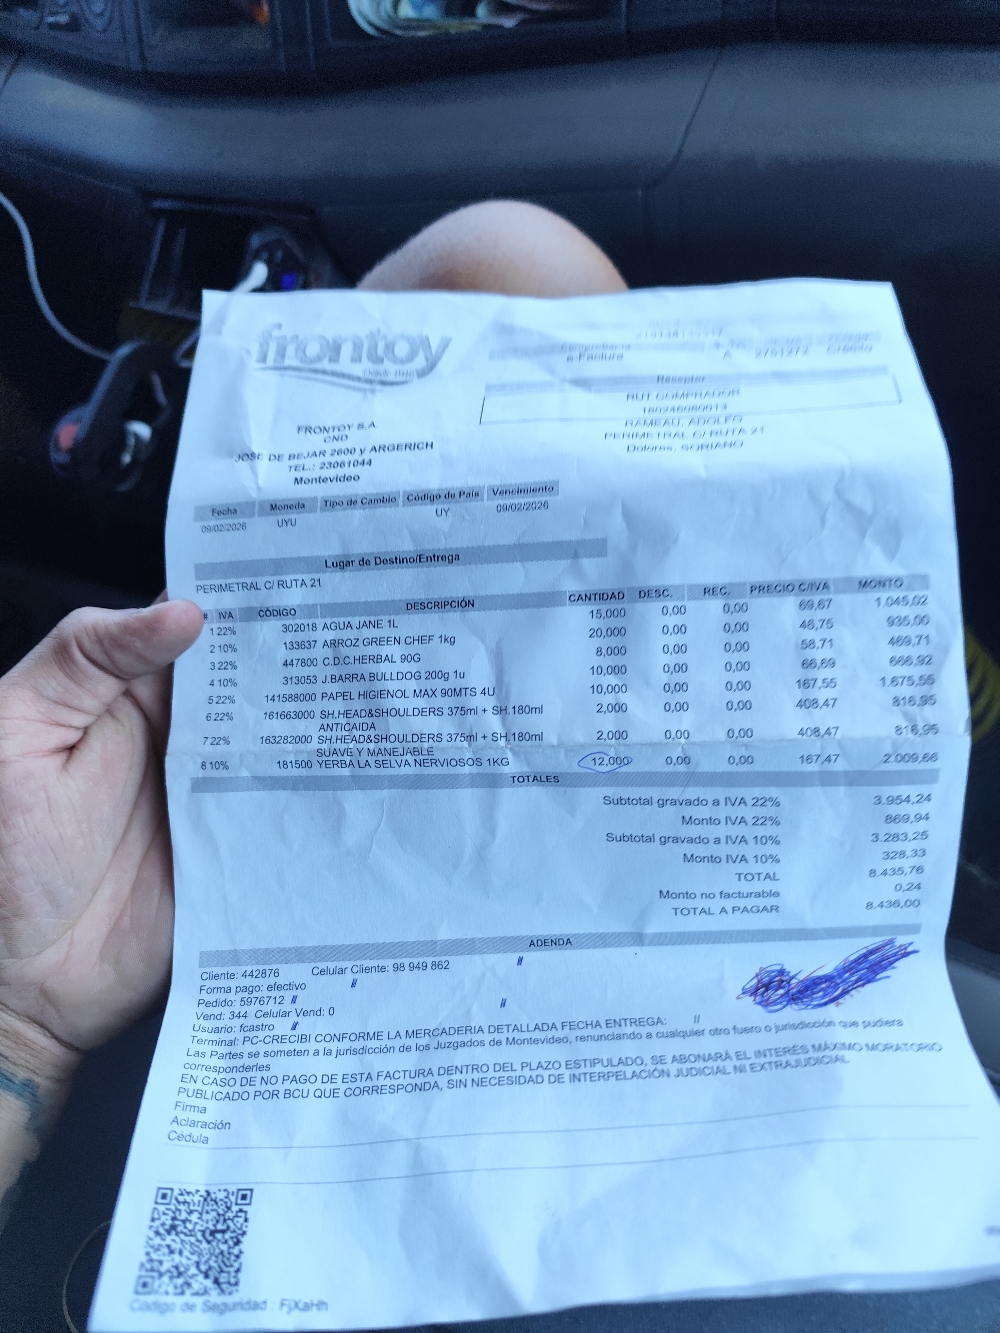 frontoy
Desde 1916
Comprobante
e-Factura A 2751272 Crédito
Receptor
RUT COMPRADOR
180246080013
RAMEAU, ADOLFO
PERIMETRAL C/ RUTA 21
Dolores, SORIANO
FRONTOY S.A.
CND
JOSE DE BEJAR 2600 y ARGERICH
TEL.: 23061044
Montevideo
Fecha Moneda Tipo de Cambio Código de País Vencimiento
09/02/2026 UYU UY 09/02/2026
Lugar de Destino/Entrega
PERIMETRAL C/ RUTA 21
# IVA CÓDIGO DESCRIPCIÓN CANTIDAD DESC. REC. PRECIO C/IVA MONTO
1 22% 302018 AGUA JANE 1L 15,000 0,00 0,00 69,67 1.045,02
2 10% 133637 ARROZ GREEN CHEF 1kg 20,000 0,00 0,00 46,75 935,00
3 22% 447800 C.D.C.HERBAL 90G 8,000 0,00 0,00 58,71 469,71
4 10% 313053 J.BARRA BULLDOG 200g 1u 10,000 0,00 0,00 66,69 666,92
5 22% 141588000 PAPEL HIGIENOL MAX 90MTS 4U 10,000 0,00 0,00 167,55 1.675,55
6 22% 161663000 SH.HEAD&SHOULDERS 375ml + SH.180ml 2,000 0,00 0,00 408,47 816,95
ANTICAIDA
7 22% 163282000 SH.HEAD&SHOULDERS 375ml + SH.180ml 2,000 0,00 0,00 408,47 816,95
SUAVE Y MANEJABLE
8 10% 181500 YERBA LA SELVA NERVIOSOS 1KG 12,000 0,00 0,00 167,47 2.009,66
TOTALES
Subtotal gravado a IVA 22% 3.954,24
Monto IVA 22% 869,94
Subtotal gravado a IVA 10% 3.283,25
Monto IVA 10% 328,33
TOTAL 8.435,76
Monto no facturable 0,24
TOTAL A PAGAR 8.436,00
ADENDA
Cliente: 442876 Celular Cliente: 98 949 862 //
Forma pago: efectivo //
Pedido: 5976712 //
Vend: 344 Celular Vend: 0 //
Usuario: fcastro //
Terminal: PC-CRECIBI CONFORME LA MERCADERIA DETALLADA FECHA ENTREGA: //
Las Partes se someten a la jurisdicción de los Juzgados de Montevideo, renunciando a cualquier otro fuero o jurisdicción que pudiera
corresponderles
EN CASO DE NO PAGO DE ESTA FACTURA DENTRO DEL PLAZO ESTIPULADO, SE ABONARÁ EL INTERÉS MÁXIMO MORATORIO
PUBLICADO POR BCU QUE CORRESPONDA, SIN NECESIDAD DE INTERPELACIÓN JUDICIAL NI EXTRAJUDICIAL
Firma
Aclaración
Cédula
Código de Seguridad : FjXaHh